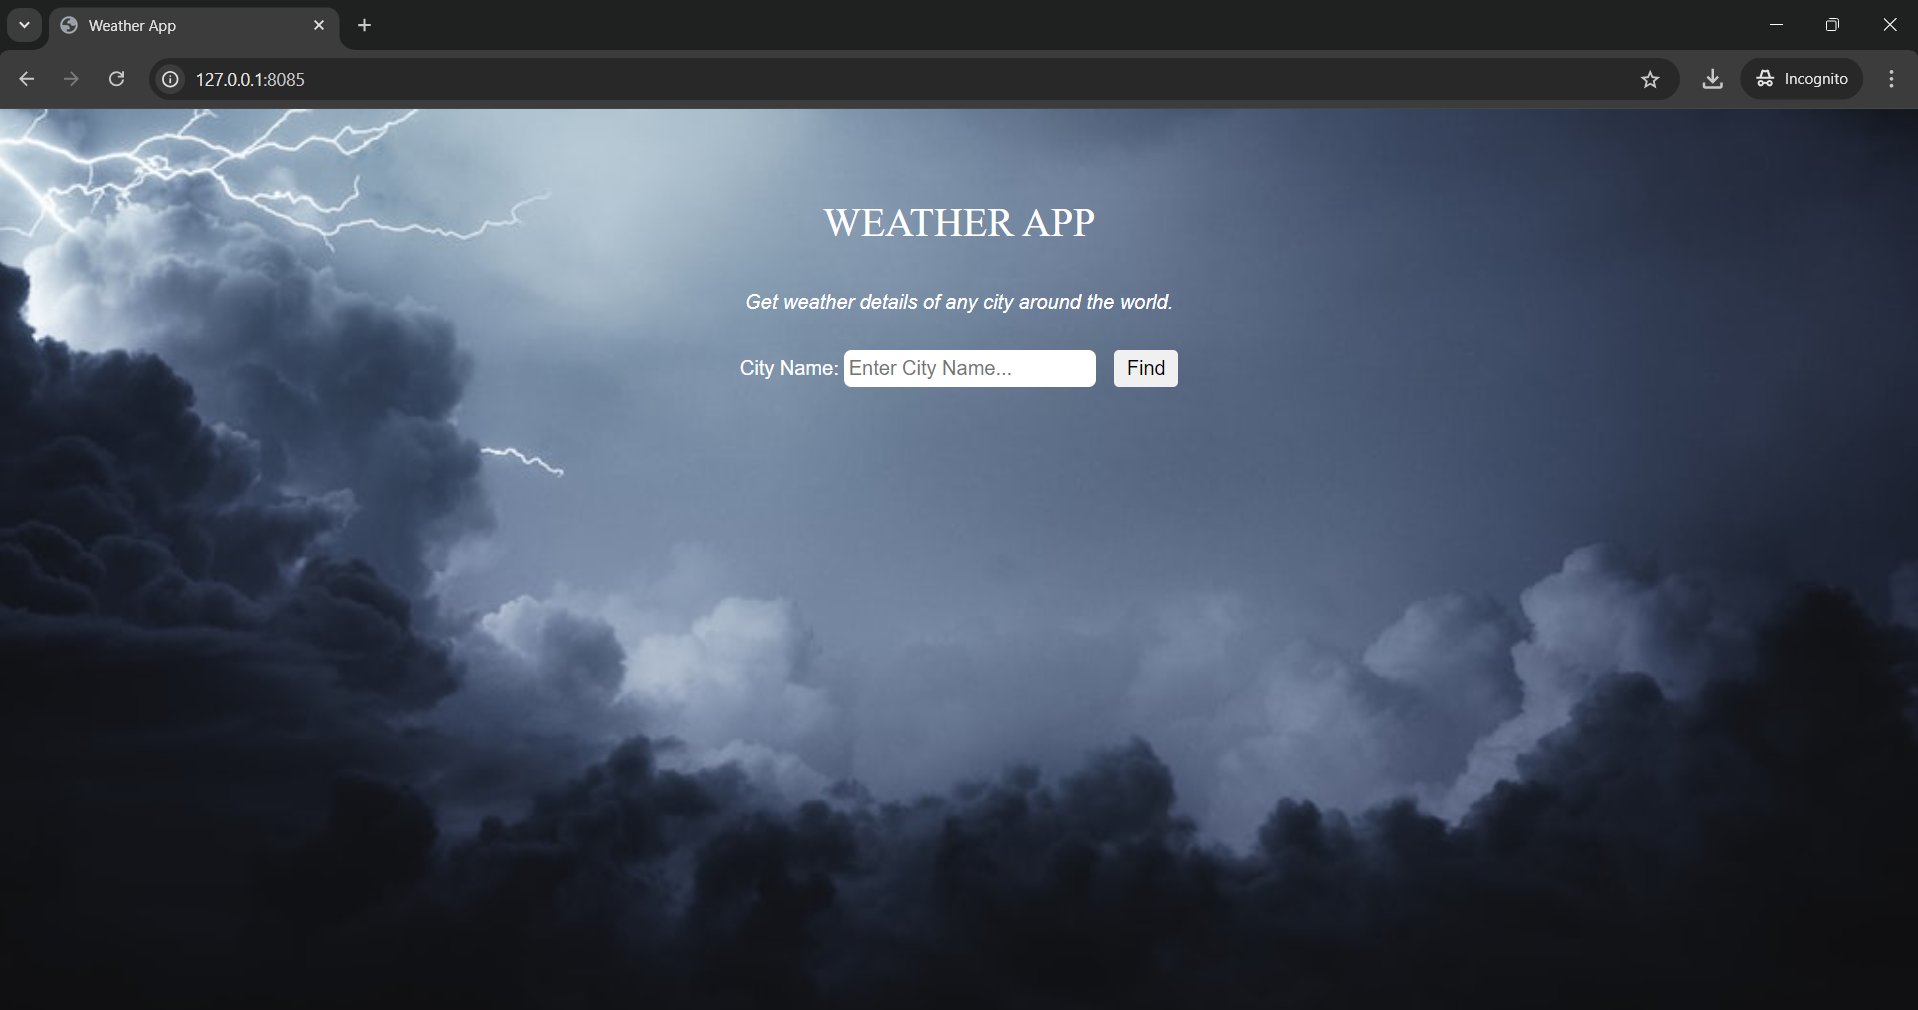 Weather App
127.0.0.1:8085
Incognito
WEATHER APP
Get weather details of any city around the world.
City Name: Enter City Name... Find